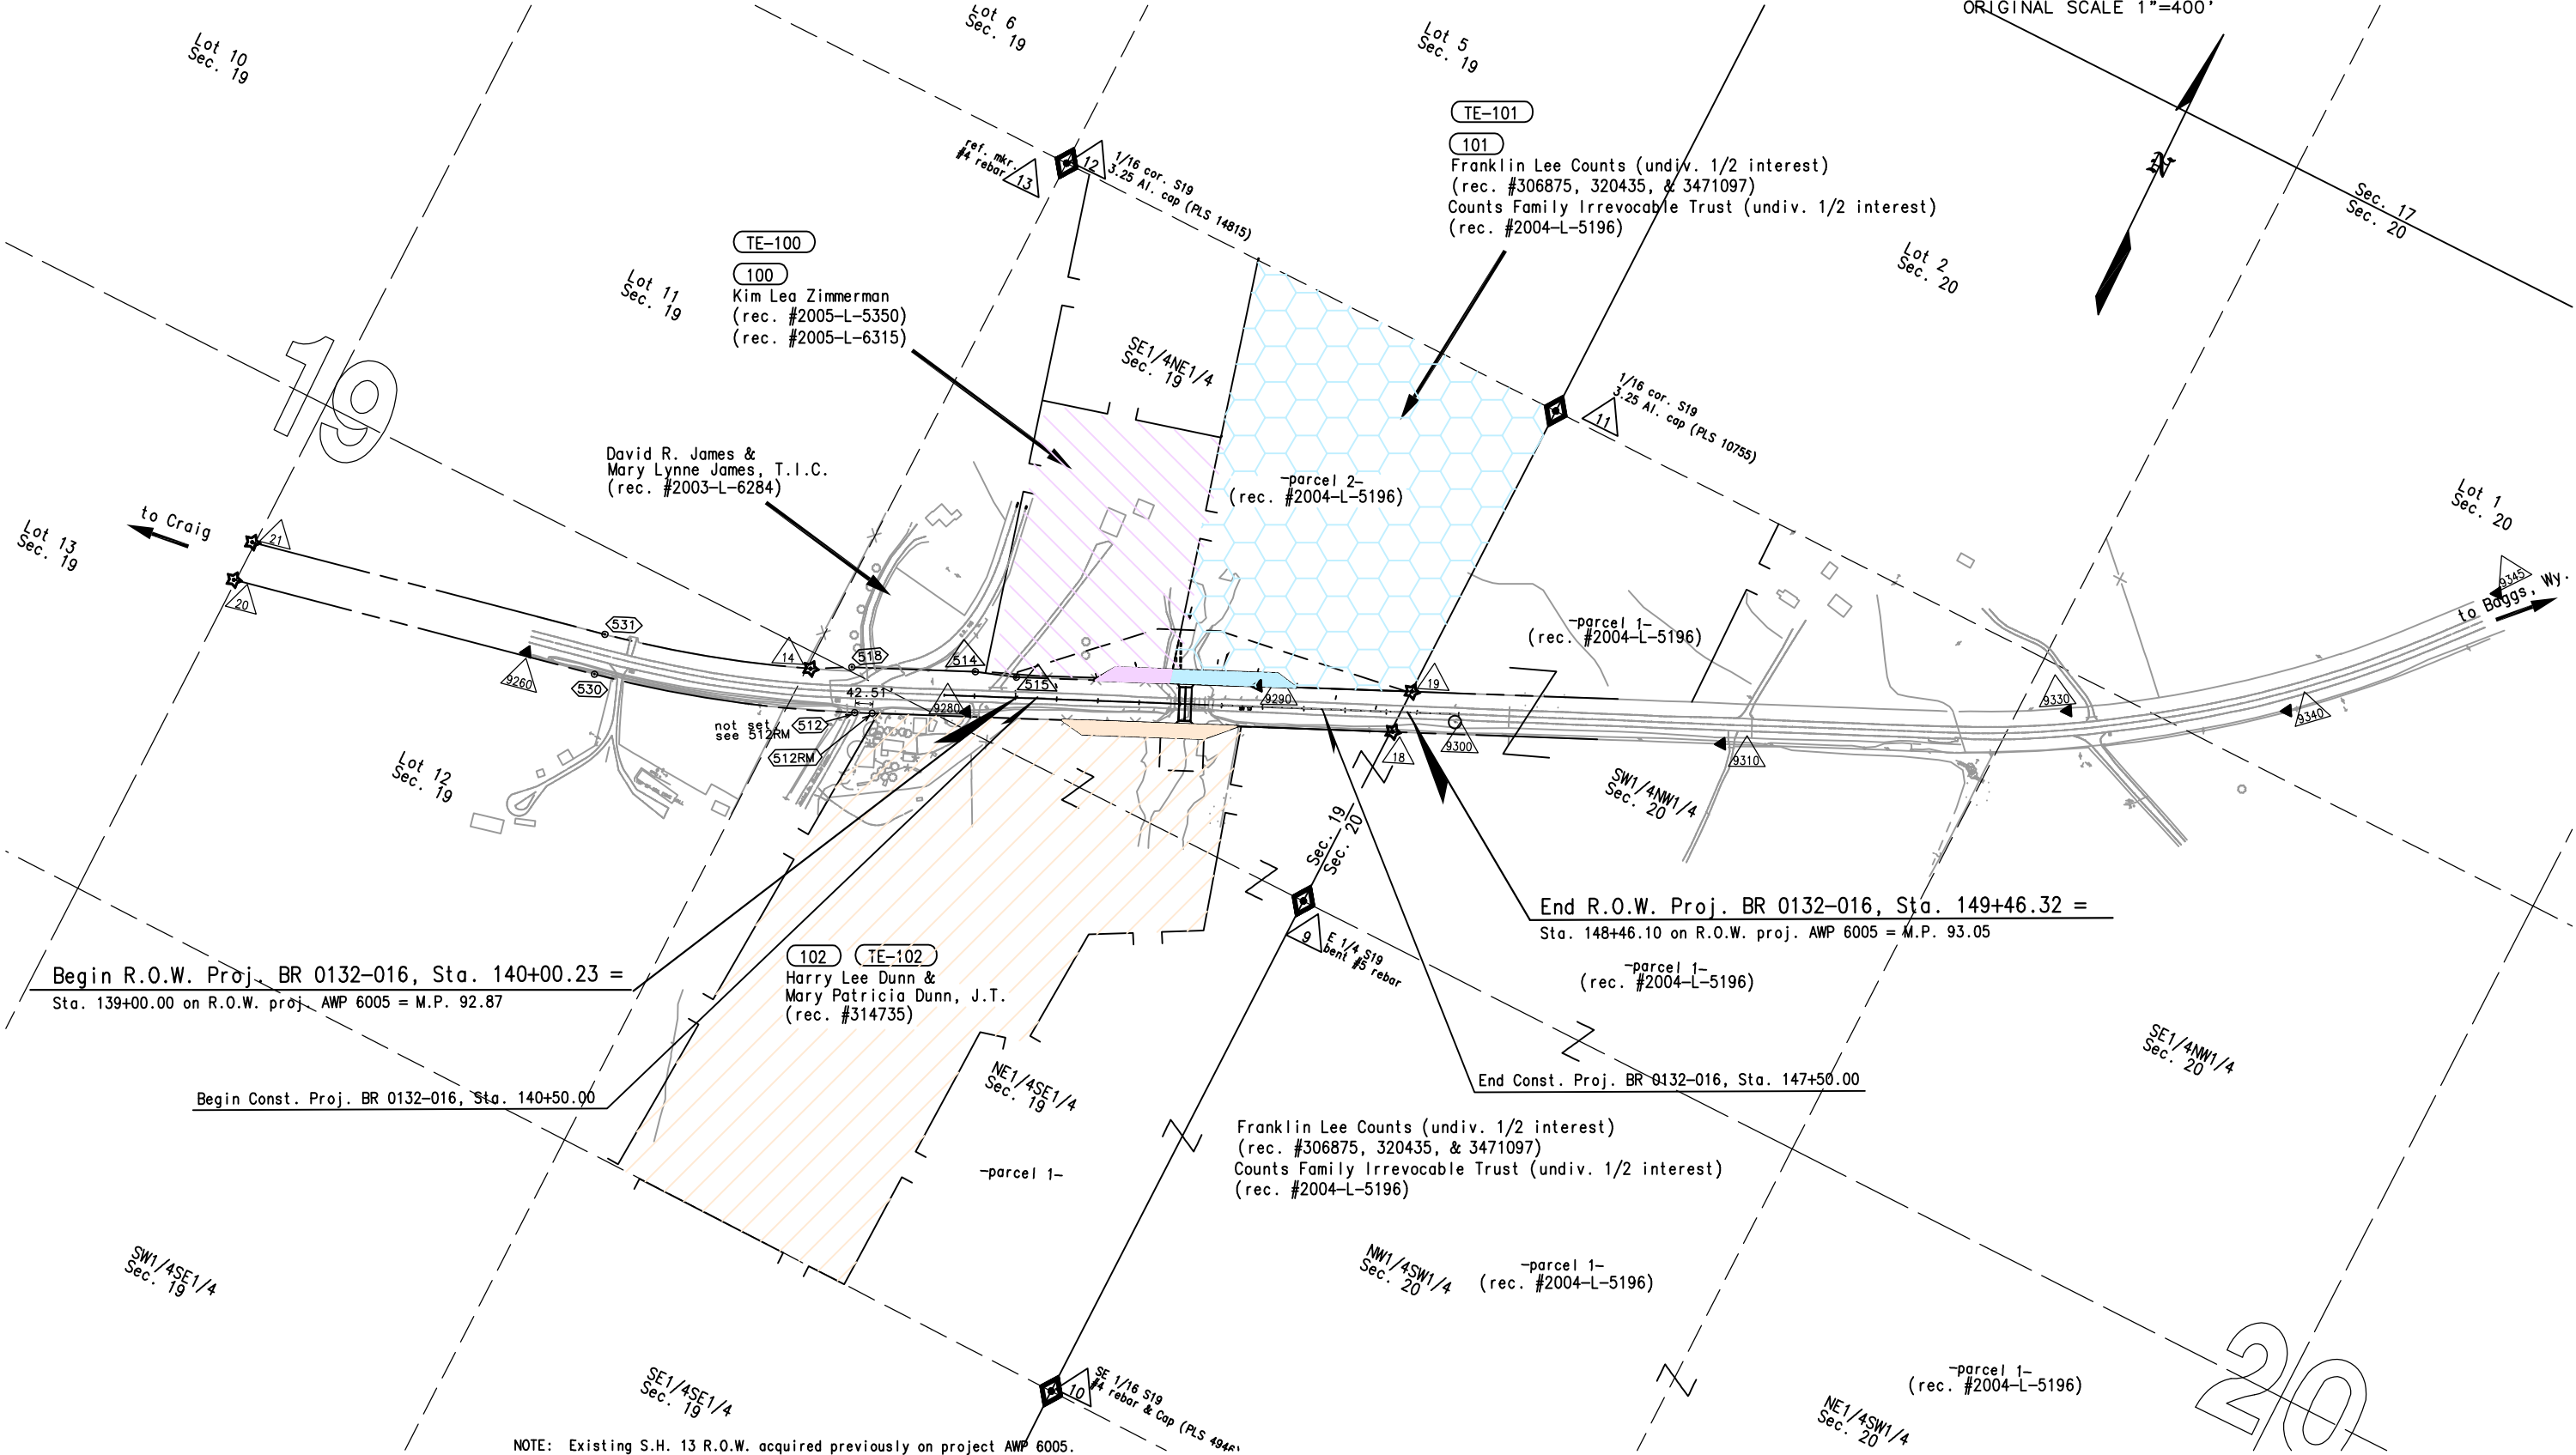 ORIGINAL SCALE 1"=400'
Lot 10
Sec. 19
Lot 6
Sec. 19
Lot 5
Sec. 19
TE-101
101
Franklin Lee Counts (undiv. 1/2 interest)
(rec. #306875, 320435, & 3471097)
Counts Family Irrevocable Trust (undiv. 1/2 interest)
(rec. #2004-L-5196)
N
Sec. 17
Sec. 20
ref. mkr.
#4 rebar
13
12
1/16 cor. S19
3.25 Al. cap (PLS 14815)
Lot 2
Sec. 20
TE-100
100
Kim Lea Zimmerman
(rec. #2005-L-5350)
(rec. #2005-L-6315)
Lot 11
Sec. 19
SE1/4NE1/4
Sec. 19
19
11
1/16 cor. S19
3.25 Al. cap (PLS 10755)
David R. James &
Mary Lynne James, T.I.C.
(rec. #2003-L-6284)
-parcel 2-
(rec. #2004-L-5196)
to Craig
Lot 13
Sec. 19
21
20
Lot 1
Sec. 20
9345
to Baggs, Wy.
531
530
9260
14
518
514
515
42.51'
9280
not set
see 512RM
512
512RM
9290
19
18
9300
-parcel 1-
(rec. #2004-L-5196)
9310
9330
9340
Lot 12
Sec. 19
SW1/4NW1/4
Sec. 20
Sec. 19
Sec. 20
End R.O.W. Proj. BR 0132-016, Sta. 149+46.32 =
Sta. 148+46.10 on R.O.W. proj. AWP 6005 = M.P. 93.05
9
E 1/4 S19
bent #5 rebar
-parcel 1-
(rec. #2004-L-5196)
Begin R.O.W. Proj. BR 0132-016, Sta. 140+00.23 =
Sta. 139+00.00 on R.O.W. proj. AWP 6005 = M.P. 92.87
102
TE-102
Harry Lee Dunn &
Mary Patricia Dunn, J.T.
(rec. #314735)
SE1/4NW1/4
Sec. 20
Begin Const. Proj. BR 0132-016, Sta. 140+50.00
NE1/4SE1/4
Sec. 19
End Const. Proj. BR 0132-016, Sta. 147+50.00
Franklin Lee Counts (undiv. 1/2 interest)
(rec. #306875, 320435, & 3471097)
Counts Family Irrevocable Trust (undiv. 1/2 interest)
(rec. #2004-L-5196)
-parcel 1-
SW1/4SE1/4
Sec. 19
NW1/4SW1/4
Sec. 20
-parcel 1-
(rec. #2004-L-5196)
SE1/4SE1/4
Sec. 19
10
SE 1/16 S19
#4 rebar & Cap (PLS 4946)
-parcel 1-
(rec. #2004-L-5196)
NE1/4SW1/4
Sec. 20
20
NOTE: Existing S.H. 13 R.O.W. acquired previously on project AWP 6005.